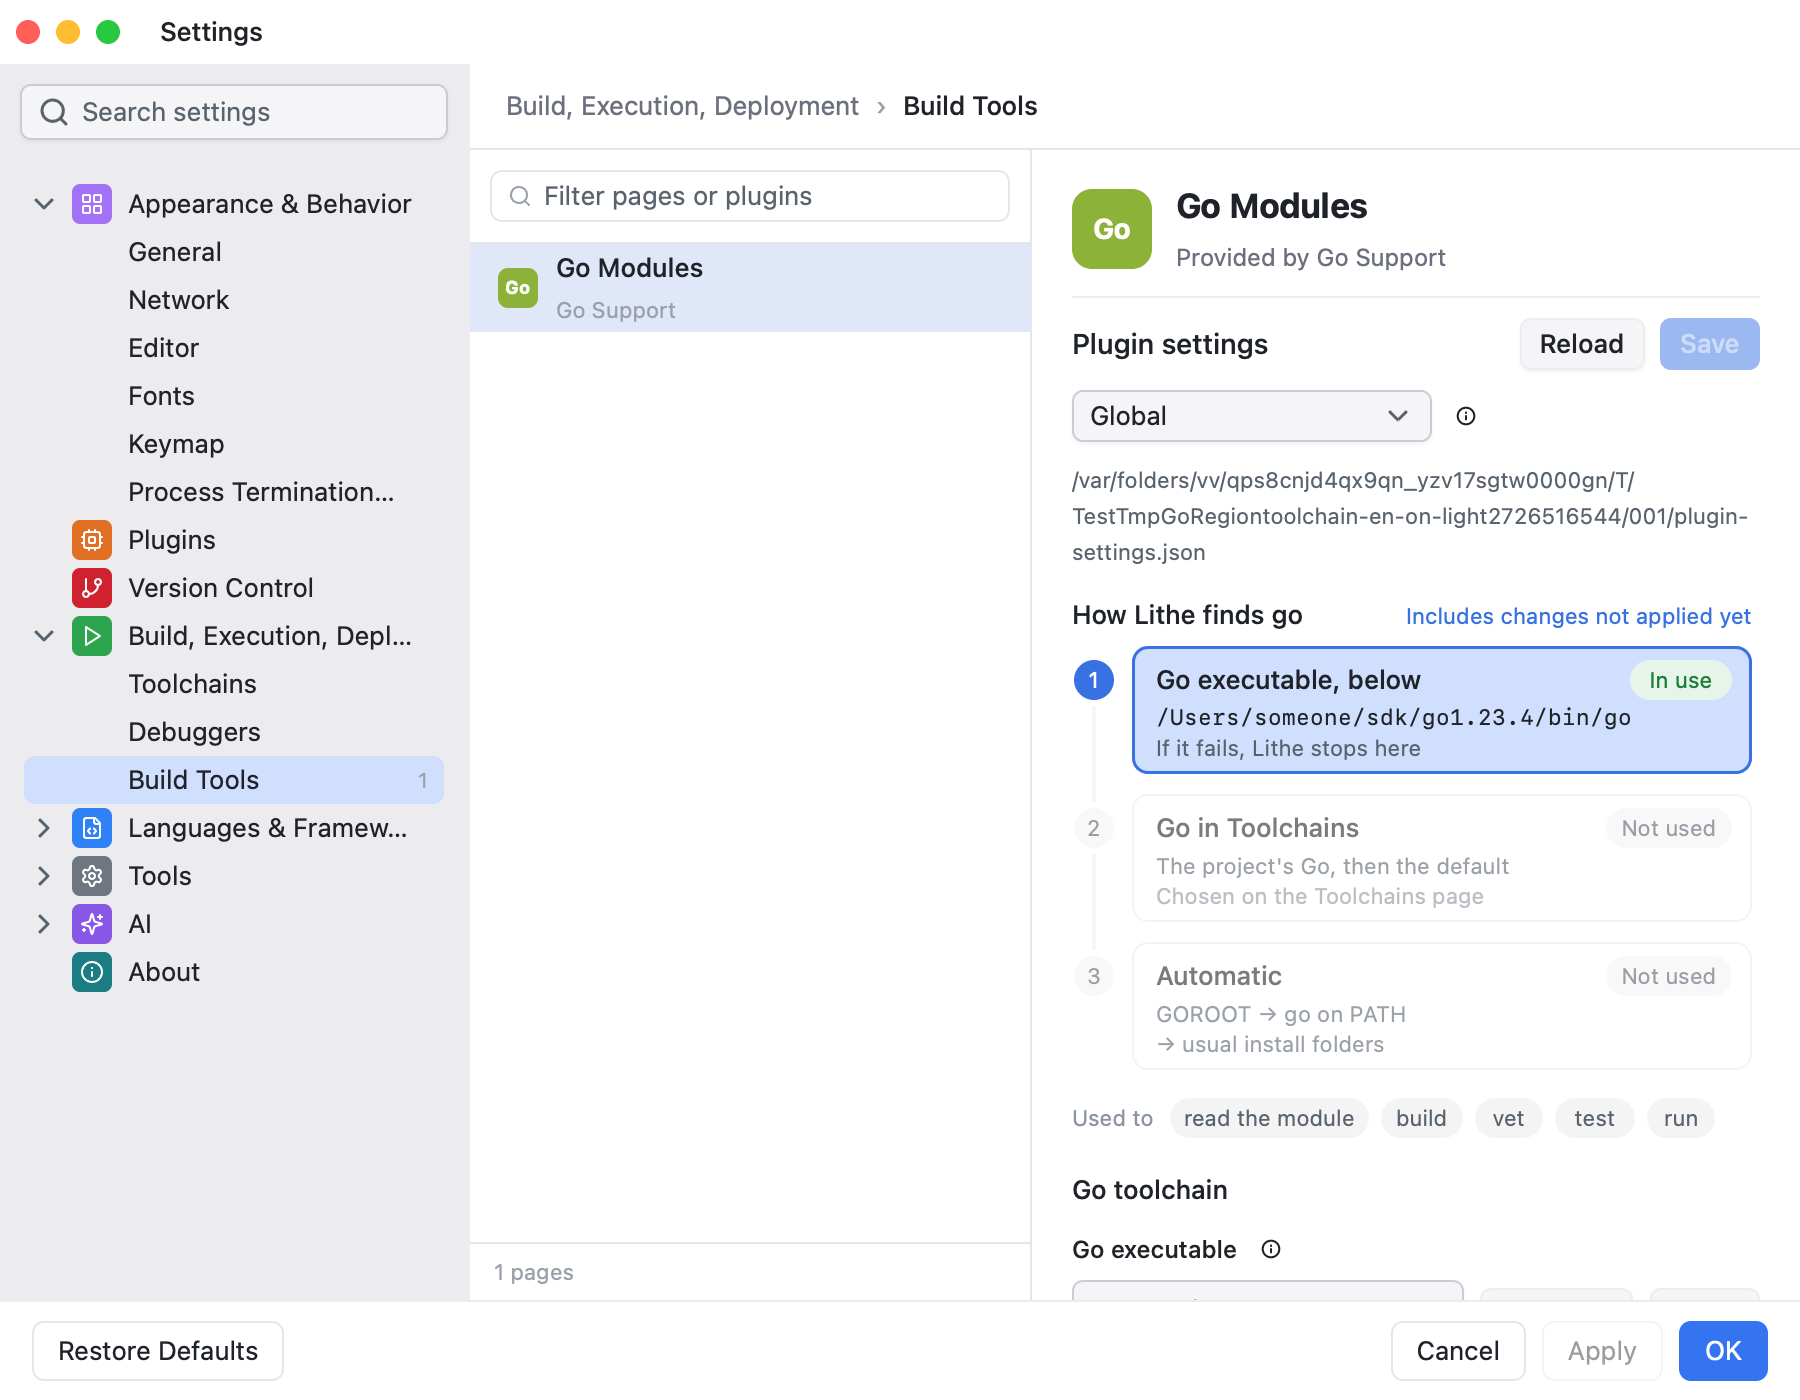 Settings
Search settings
Appearance & Behavior
General
Network
Editor
Fonts
Keymap
Process Termination...
Plugins
Version Control
Build, Execution, Depl...
Toolchains
Debuggers
Build Tools 1
Languages & Framew...
Tools
AI
About
Build, Execution, Deployment › Build Tools
Filter pages or plugins
Go
Go Modules
Go Support
1 pages
Go
Go Modules
Provided by Go Support
Plugin settings
Reload
Save
Global
/var/folders/vv/qps8cnjd4qx9qn_yzv17sgtw0000gn/T/
TestTmpGoRegiontoolchain-en-on-light2726516544/001/plugin-
settings.json
How Lithe finds go
Includes changes not applied yet
1
Go executable, below
In use
/Users/someone/sdk/go1.23.4/bin/go
If it fails, Lithe stops here
2
Go in Toolchains
Not used
The project's Go, then the default
Chosen on the Toolchains page
3
Automatic
Not used
GOROOT → go on PATH
→ usual install folders
Used to read the module build vet test run
Go toolchain
Go executable
Restore Defaults
Cancel
Apply
OK